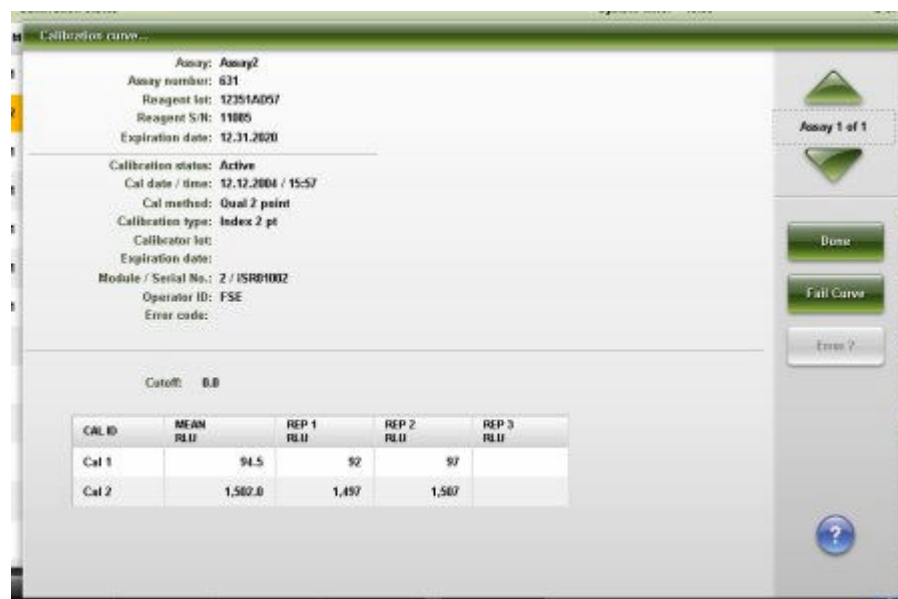 Calibration curve...
Assay: Assay2
Assay number: 631
Reagent lot: 12351AD57
Reagent S/N: 11005
Expiration date: 12.31.2020
Assay 1 of 1
Calibration status: Active
Cal date / time: 12.12.2004 / 15:57
Cal method: Qual 2 point
Calibration type: Index 2 pt
Calibrator lot:
Expiration date:
Module / Serial No.: 2 / ISR01002
Operator ID: FSE
Error code:
Done
Fail Curve
Error ?
Cutoff: 0.0
CAL ID MEAN RLU REP 1 RLU REP 2 RLU REP 3 RLU
Cal 1 94.5 92 97
Cal 2 1,502.0 1,497 1,507
?